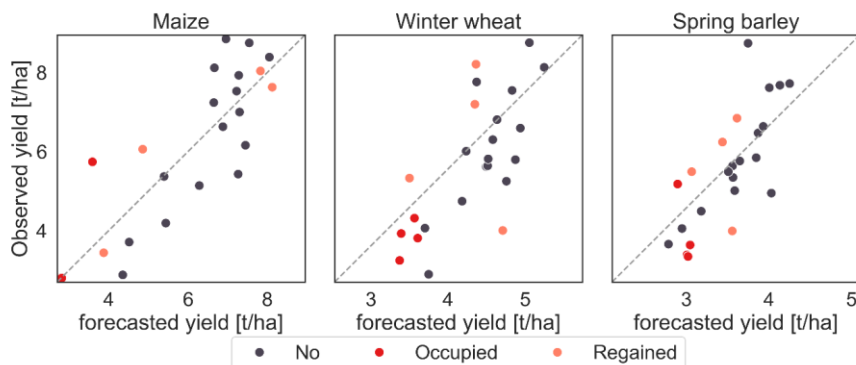 Maize
Winter wheat
Spring barley
Observed yield [t/ha]
8
6
4
4 6 8
3 4 5
3 4 5
forecasted yield [t/ha]
forecasted yield [t/ha]
forecasted yield [t/ha]
No
Occupied
Regained